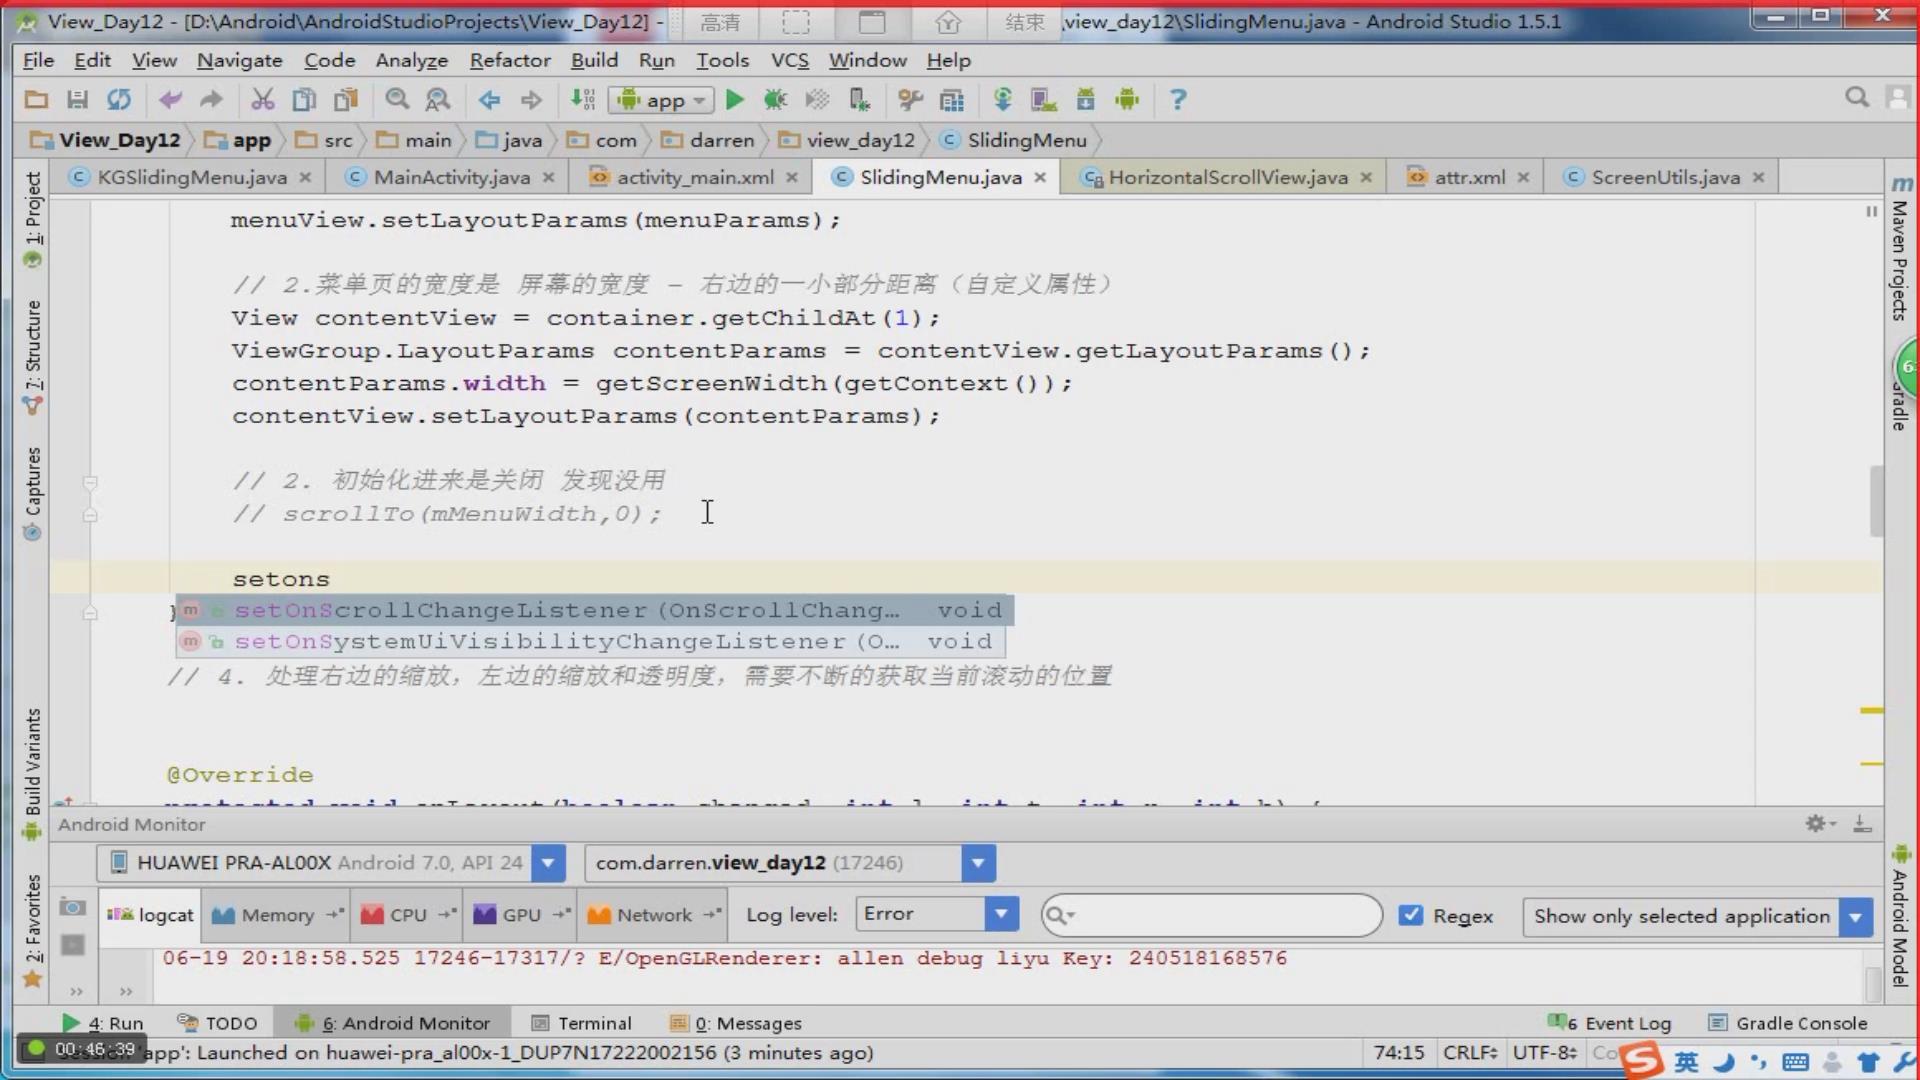 View_Day12 - [D:\Android\AndroidStudioProjects\View_Day12] -
高清
结束
.view_day12\SlidingMenu.java - Android Studio 1.5.1
File Edit View Navigate Code Analyze Refactor Build Run Tools VCS Window Help
app
View_Day12 app src main java com darren view_day12 SlidingMenu
KGSlidingMenu.java MainActivity.java activity_main.xml SlidingMenu.java HorizontalScrollView.java attr.xml ScreenUtils.java
1: Project
7: Structure
Captures
Build Variants
2: Favorites
menuView.setLayoutParams(menuParams);
// 2.菜单页的宽度是 屏幕的宽度 - 右边的一小部分距离（自定义属性）
View contentView = container.getChildAt(1);
ViewGroup.LayoutParams contentParams = contentView.getLayoutParams();
contentParams.width = getScreenWidth(getContext());
contentView.setLayoutParams(contentParams);
// 2. 初始化进来是关闭 发现没用
// scrollTo(mMenuWidth,0);
setons
}
setOnScrollChangeListener(OnScrollChang… void
setOnSystemUiVisibilityChangeListener(O… void
// 4. 处理右边的缩放，左边的缩放和透明度，需要不断的获取当前滚动的位置
@Override
protected void onLayout(boolean changed, int l, int t, int r, int b) {
Maven Projects
6
Gradle
Android Model
Android Monitor
HUAWEI PRA-AL00X Android 7.0, API 24
com.darren.view_day12 (17246)
logcat Memory CPU GPU Network Log level: Error Regex Show only selected application
06-19 20:18:58.525 17246-17317/? E/OpenGLRenderer: allen debug liyu Key: 240518168576
4: Run TODO 6: Android Monitor Terminal 0: Messages 6 Event Log Gradle Console
00:46:39
'app': Launched on huawei-pra_al00x-1_DUP7N17222002156 (3 minutes ago)
74:15 CRLF UTF-8
英